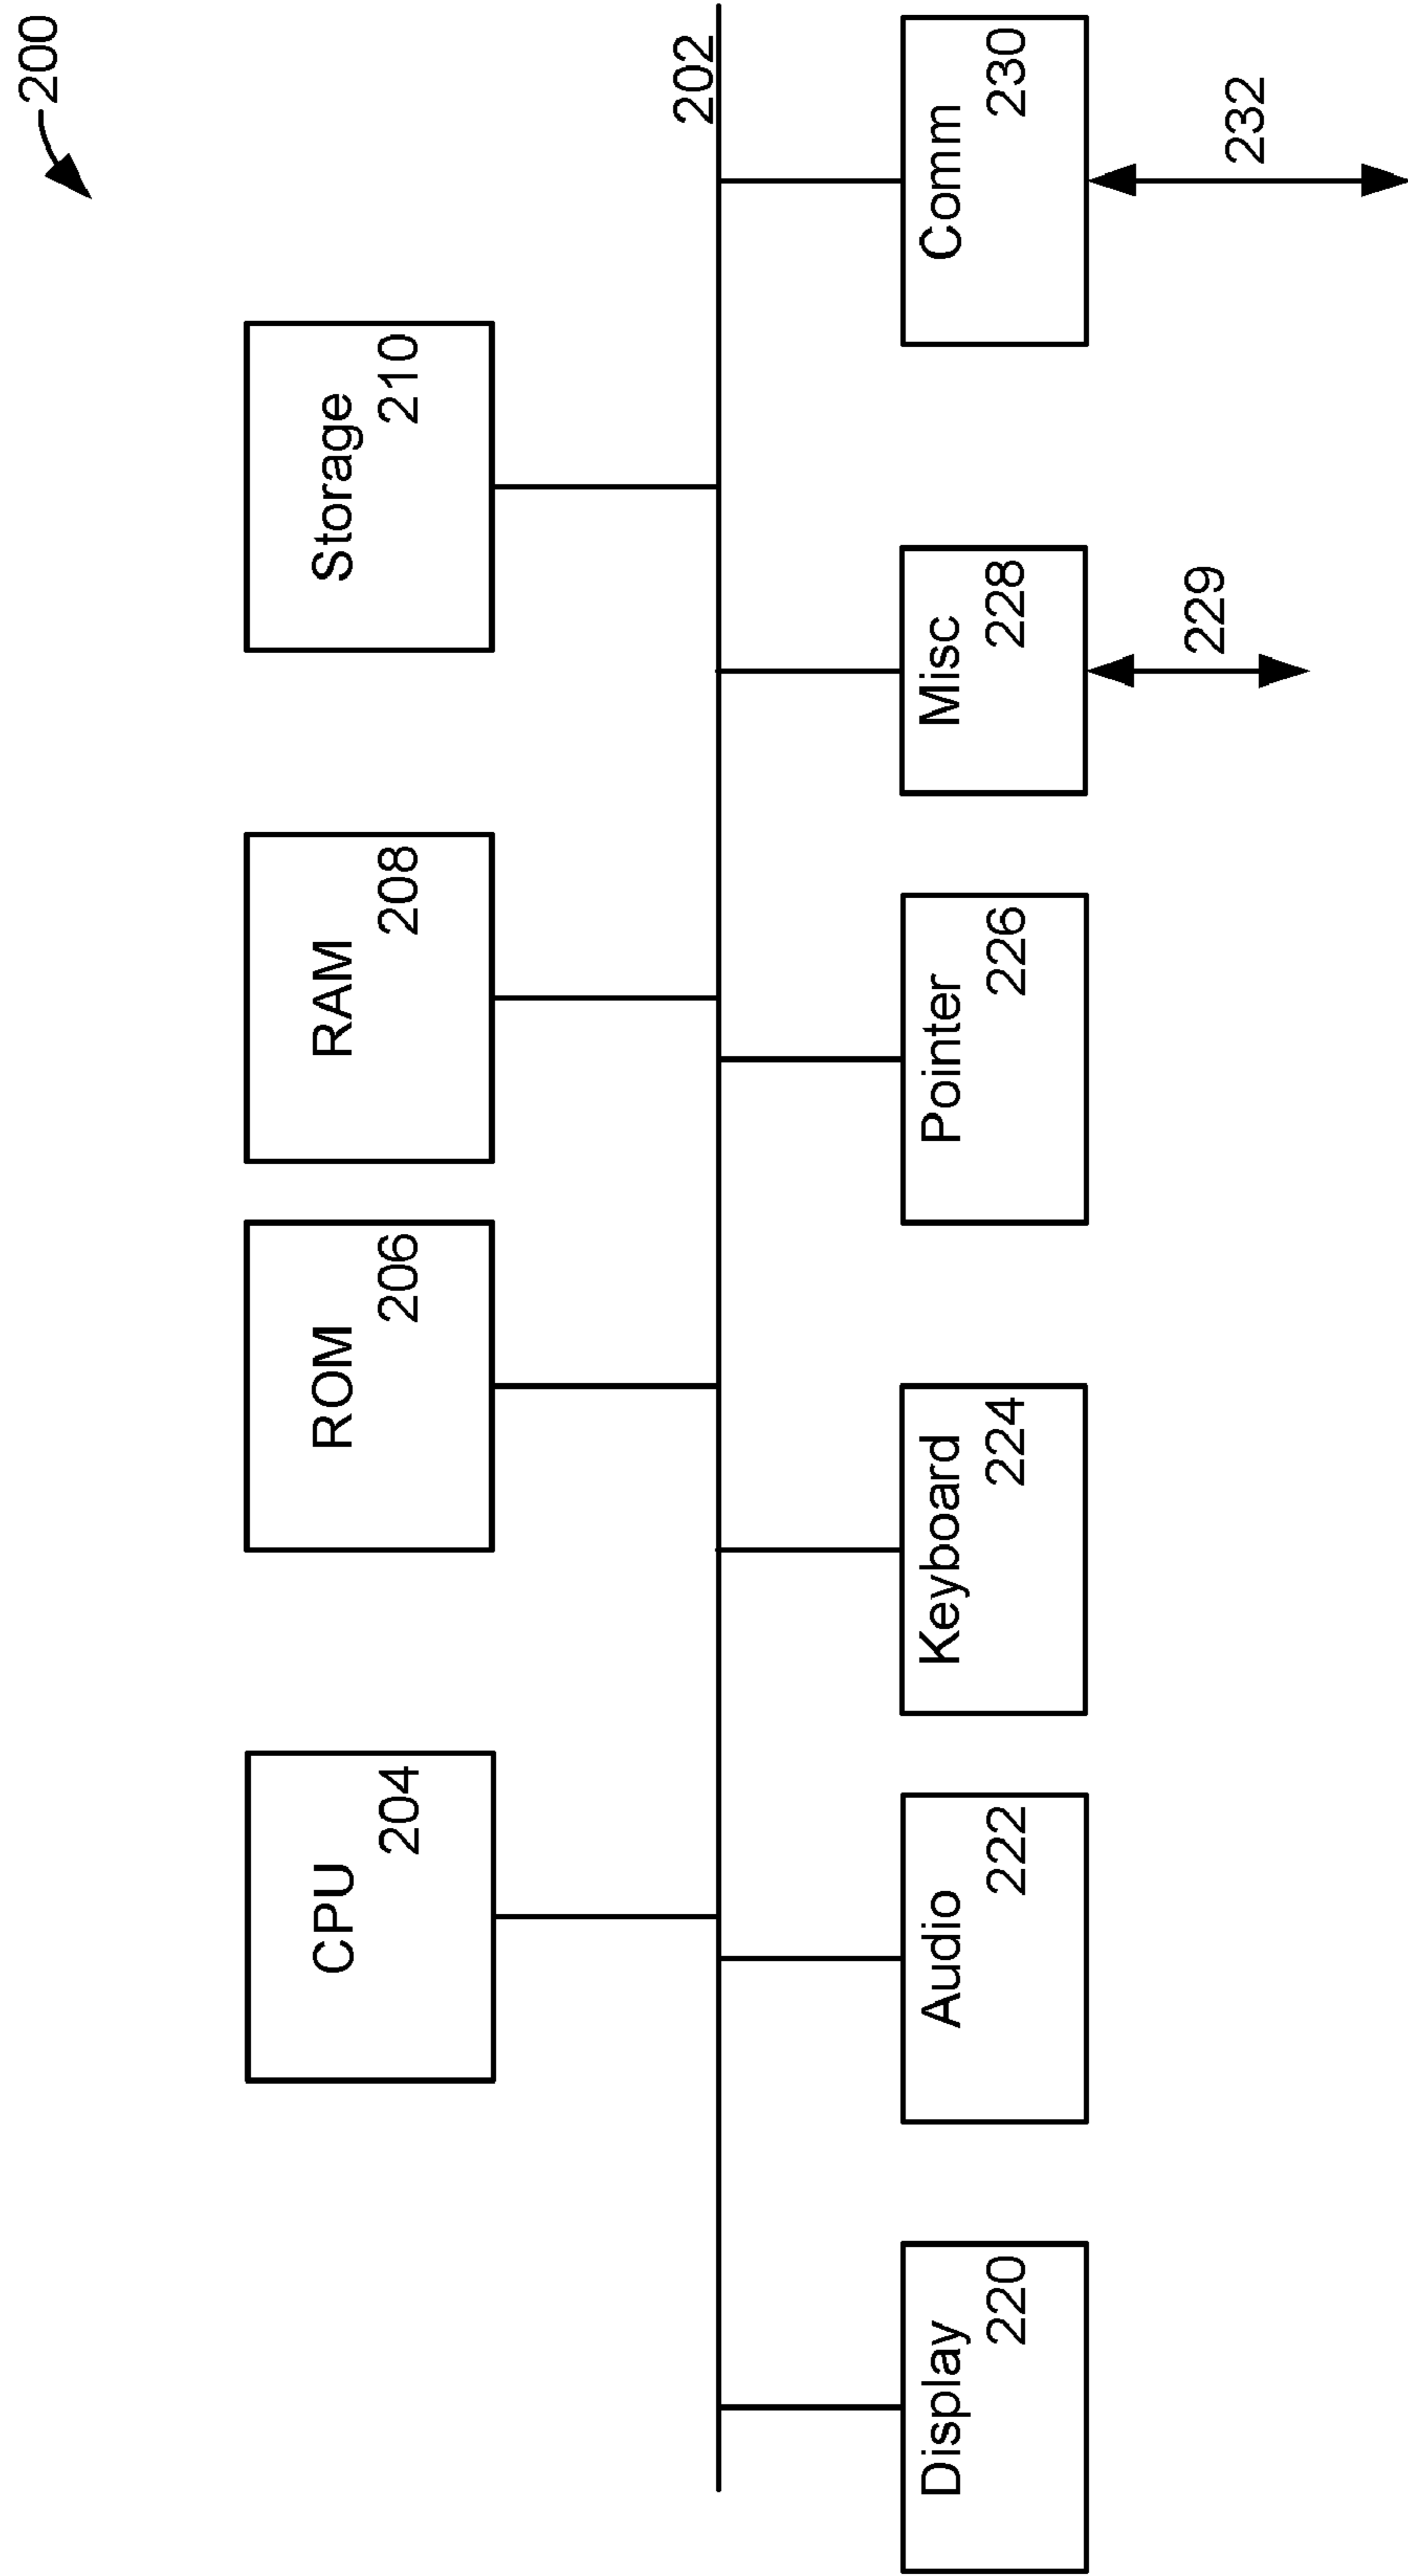 200
CPU
204
ROM
206
RAM
208
Storage
210
202
Display
220
Audio
222
Keyboard
224
Pointer
226
Misc
228
Comm
230
229
232